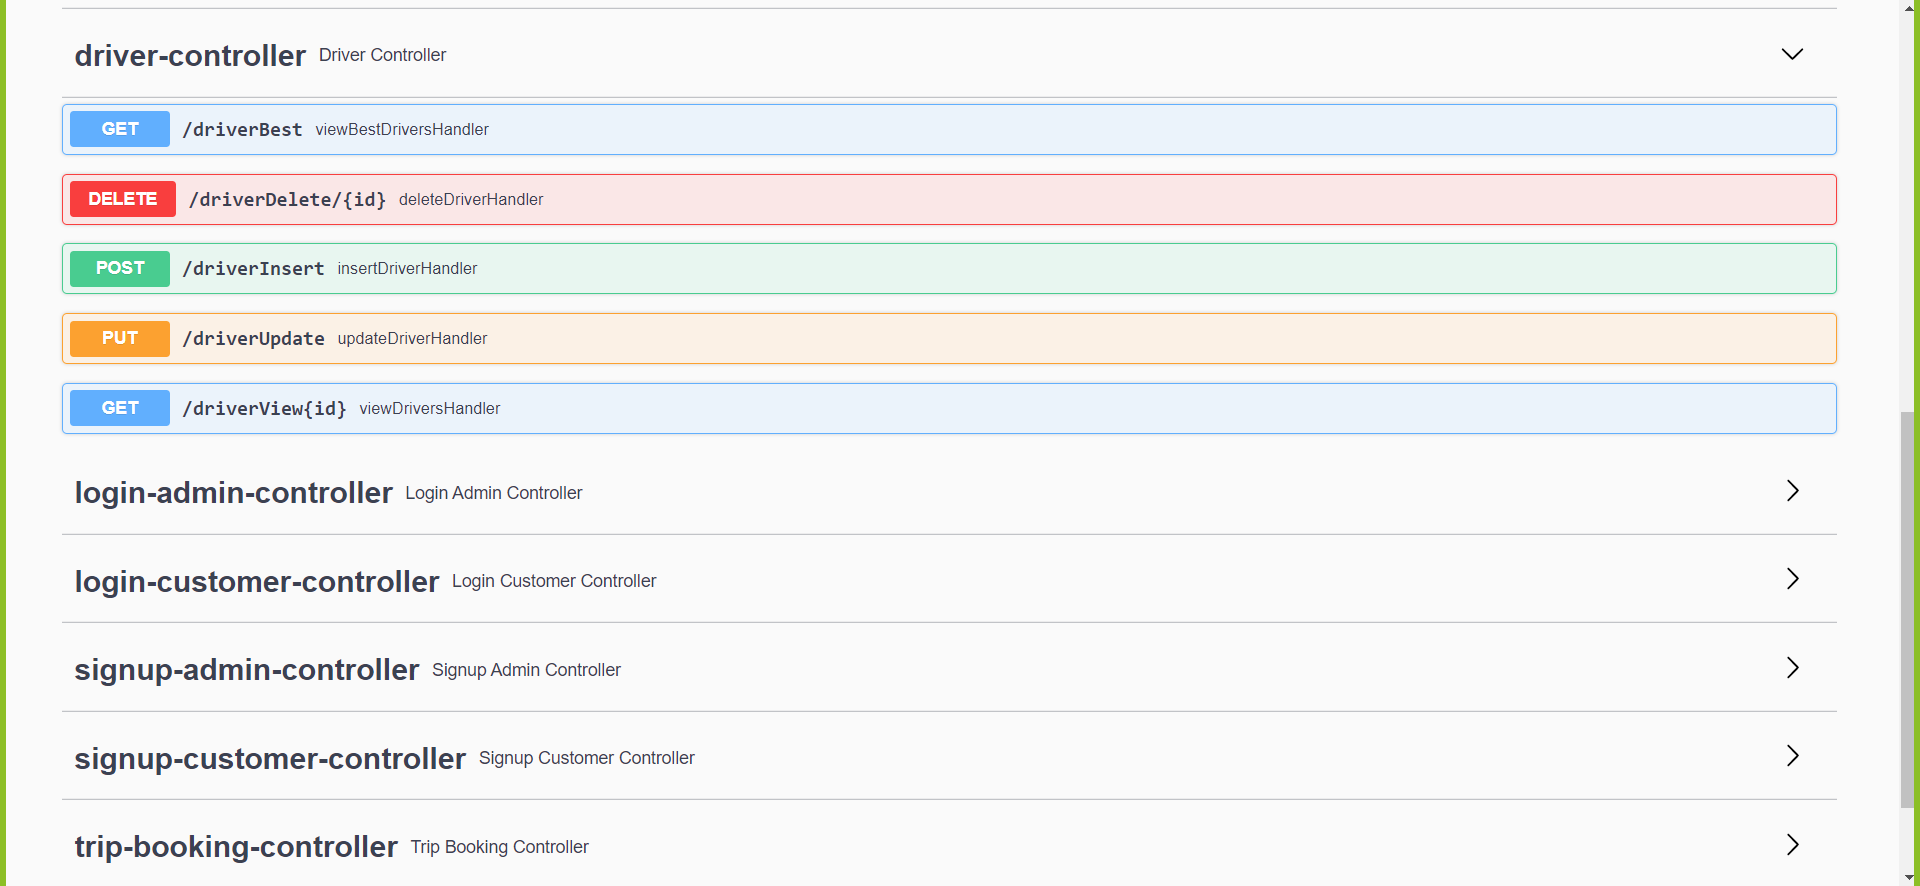 driver-controller Driver Controller
GET /driverBest viewBestDriversHandler
DELETE /driverDelete/{id} deleteDriverHandler
POST /driverInsert insertDriverHandler
PUT /driverUpdate updateDriverHandler
GET /driverView{id} viewDriversHandler
login-admin-controller Login Admin Controller
login-customer-controller Login Customer Controller
signup-admin-controller Signup Admin Controller
signup-customer-controller Signup Customer Controller
trip-booking-controller Trip Booking Controller